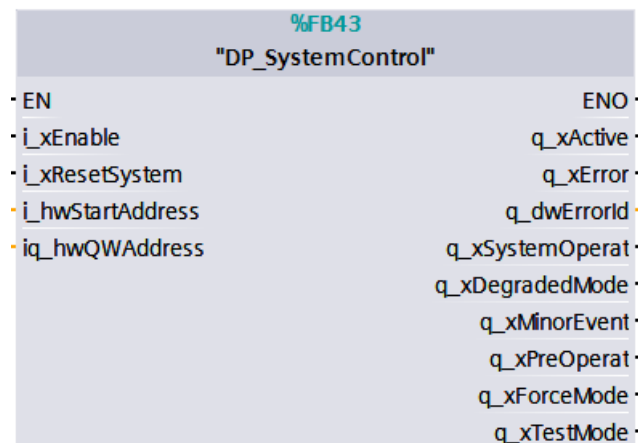 %FB43
"DP_SystemControl"
EN ENO
i_xEnable q_xActive
i_xResetSystem q_xError
i_hwStartAddress q_dwErrorId
iq_hwQWAddress q_xSystemOperat
q_xDegradedMode
q_xMinorEvent
q_xPreOperat
q_xForceMode
q_xTestMode